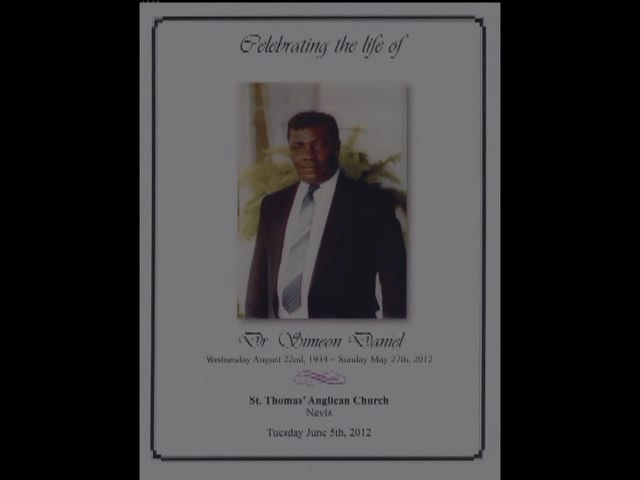 Celebrating the life of
Dr. Simeon Daniel
Wednesday August 22nd, 1934 ~ Sunday May 27th, 2012
St. Thomas' Anglican Church
Nevis
Tuesday June 5th, 2012